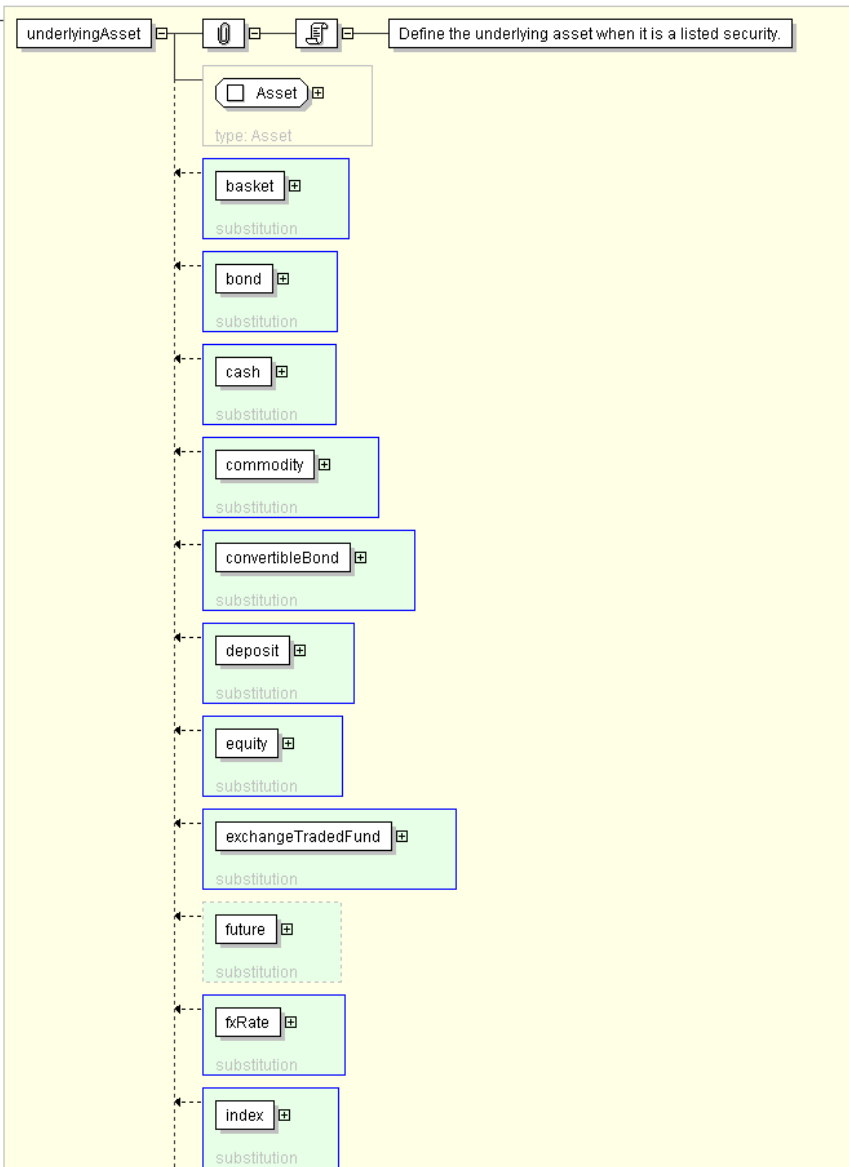 underlyingAsset
Define the underlying asset when it is a listed security.
Asset
type: Asset
basket
substitution
bond
substitution
cash
substitution
commodity
substitution
convertibleBond
substitution
deposit
substitution
equity
substitution
exchangeTradedFund
substitution
future
substitution
fxRate
substitution
index
substitution